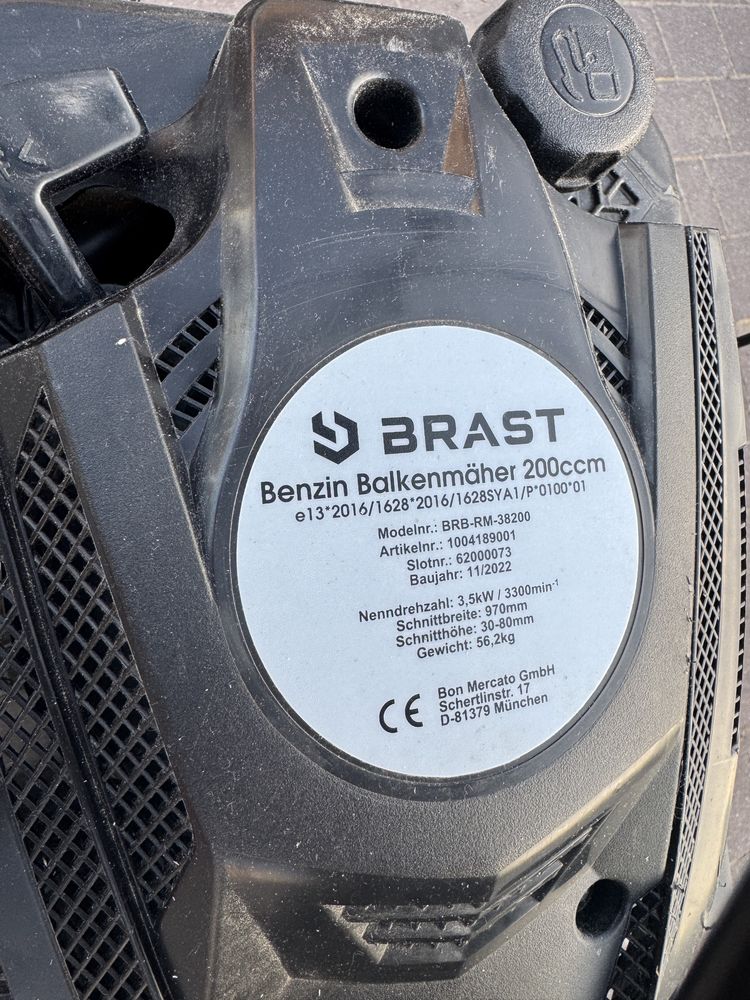 BRAST
Benzin Balkenmäher 200ccm
e13*2016/1628*2016/1628SYA1/P*0100*01
Modelnr.: BRB-RM-38200
Artikelnr.: 1004189001
Slotnr.: 62000073
Baujahr: 11/2022
Nenndrehzahl: 3,5kW / 3300min-¹
Schnittbreite: 970mm
Schnitthöhe: 30-80mm
Gewicht: 56,2kg
CE
Bon Mercato GmbH
Schertlinstr. 17
D-81379 München